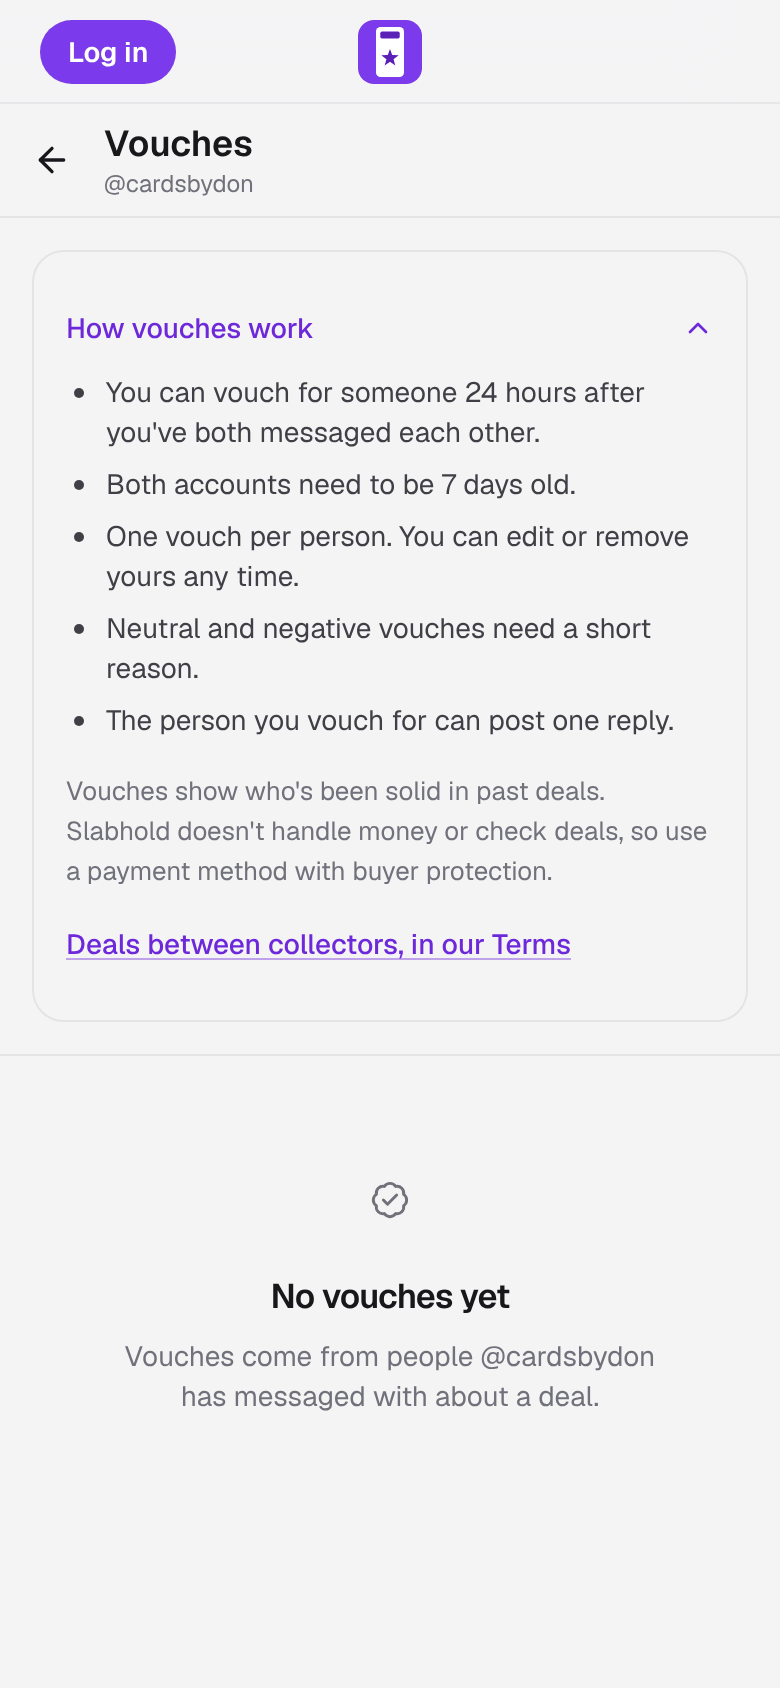 Log in
Vouches
@cardsbydon
How vouches work
You can vouch for someone 24 hours after
you've both messaged each other.
Both accounts need to be 7 days old.
One vouch per person. You can edit or remove
yours any time.
Neutral and negative vouches need a short
reason.
The person you vouch for can post one reply.
Vouches show who's been solid in past deals.
Slabhold doesn't handle money or check deals, so use
a payment method with buyer protection.
Deals between collectors, in our Terms
No vouches yet
Vouches come from people @cardsbydon
has messaged with about a deal.